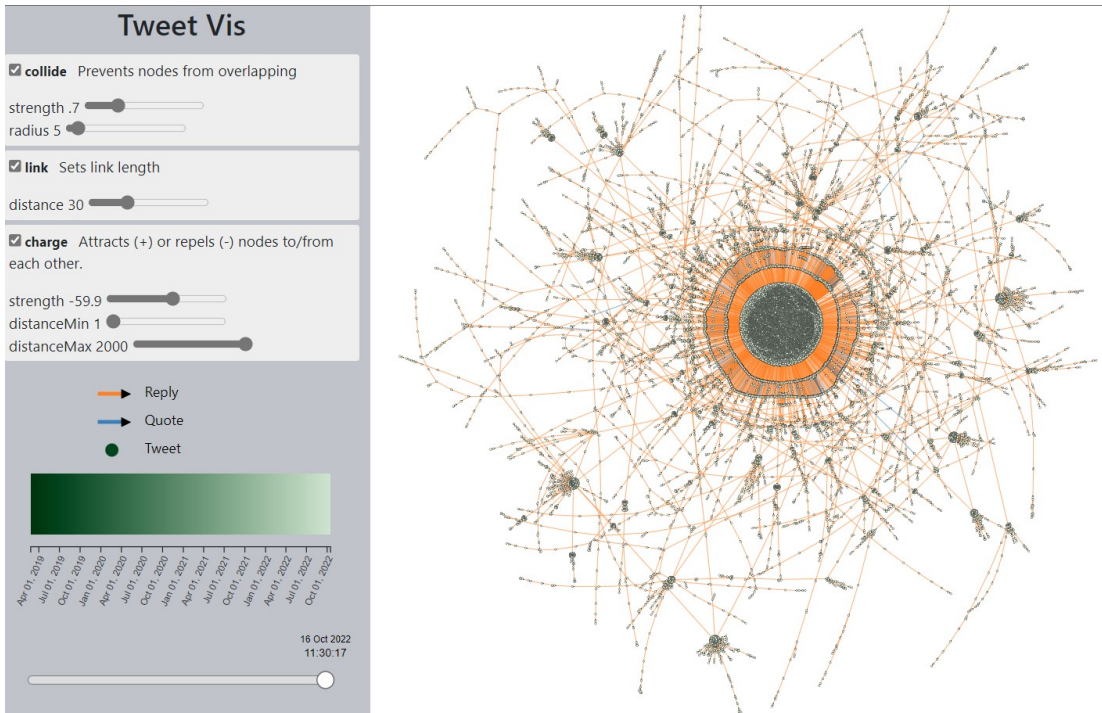 Tweet Vis
collide Prevents nodes from overlapping
strength .7
radius 5
link Sets link length
distance 30
charge Attracts (+) or repels (-) nodes to/from
each other.
strength -59.9
distanceMin 1
distanceMax 2000
Reply
Quote
Tweet
Apr 01, 2019
Jul 01, 2019
Oct 01, 2019
Jan 01, 2020
Apr 01, 2020
Jul 01, 2020
Oct 01, 2020
Jan 01, 2021
Apr 01, 2021
Jul 01, 2021
Oct 01, 2021
Jan 01, 2022
Apr 01, 2022
Jul 01, 2022
Oct 01, 2022
16 Oct 2022
11:30:17